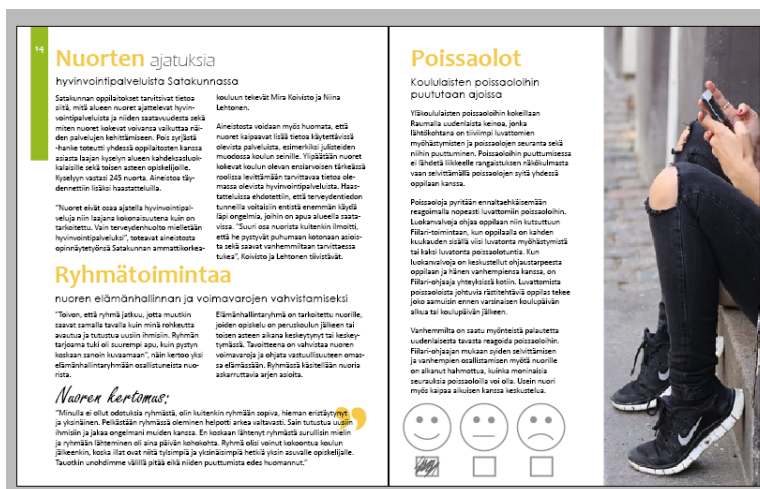 14
Nuorten ajatuksia
hyvinvointipalveluista Satakunnassa
Satakunnan oppilaitokset tarvitsivat tietoa
siitä, mitä alueen nuoret ajattelevat hyvin-
vointipalveluista ja niiden saatavuudesta sekä
miten nuoret kokevat voivansa vaikuttaa näi-
den palvelujen kehittämiseen. Pois syrjästä
-hanke toteutti yhdessä oppilaitosten kanssa
asiasta laajan kyselyn alueen kahdeksasluok-
kalaisille sekä toisen asteen opiskelijoille.
Kyselyyn vastasi 245 nuorta. Aineistoa täy-
dennettiin lisäksi haastatteluilla.
"Nuoret eivät osaa ajatella hyvinvointipal-
veluja niin laajana kokonaisuutena kuin on
tarkoitettu. Vain terveydenhuolto mielletään
hyvinvointipalveluksi", toteavat aineistosta
opinnäytetyönsä Satakunnan ammattikorkea-
kouluun tekevät Mira Koivisto ja Niina
Lehtonen.
Aineistosta voidaan myös huomata, että
nuoret kaipaavat lisää tietoa käytettävissä
olevista palveluista, esimerkiksi julisteiden
muodossa koulun seinille. Ylipäätään nuoret
kokevat koulun olevan ensiarvoisen tärkeässä
roolissa levittämään tarvittavaa tietoa ole-
massa olevista hyvinvointipalveluista. Haas-
tatteluissa ehdotettiin, että terveydentiedon
tunneilla voitaisiin entistä enemmän käydä
läpi ongelmia, joihin on apua alueella saata-
vissa. "Suuri osa nuorista kuitenkin ilmoitti,
että he pystyvät puhumaan kotonaan asiois-
ta sekä saavat vanhemmiltaan tarvittaessa
tukea", Koivisto ja Lehtonen tiivistävät.
Ryhmätoimintaa
nuoren elämänhallinnan ja voimavarojen vahvistamiseksi
"Toivon, että ryhmä jatkuu, jotta muutkin
saavat samalla tavalla kuin minä rohkeutta
avautua ja tutustua uusiin ihmisiin. Ryhmän
tarjoama tuki oli suurempi apu, kuin pystyn
koskaan sanoin kuvaamaan", näin kertoo yksi
elämänhallintaryhmään osallistuneista nuo-
rista.
Elämänhallintaryhmä on tarkoitettu nuorille,
joiden opiskelu on peruskoulun jälkeen tai
toisen asteen aikana keskeytynyt tai keskey-
tymässä. Tavoitteena on vahvistaa nuoren
voimavaroja ja ohjata vastuullisuuteen omas-
sa elämässään. Ryhmässä käsitellään nuoria
askarruttavia arjen asioita.
Nuoren kertomus:
"Minulla ei ollut odotuksia ryhmästä, olin kuitenkin ryhmään sopiva, hieman eristäytynyt
ja yksinäinen. Pelkästään ryhmässä oleminen helpotti arkea valtavasti. Sain tutustua uusiin
ihmisiin ja jakaa ongelmani muiden kanssa. En koskaan lähtenyt ryhmästä surullisin mielin
ja ryhmään lähteminen oli aina päivän kohokohta. Ryhmä olisi voinut kokoontua koulun
jälkeenkin, koska illat ovat niitä tylsimpiä ja yksinäisimpiä hetkiä yksin asuvalle opiskelijalle.
Tauotkin unohdimme välillä pitää eikä niiden puuttumista edes huomannut."
Poissaolot
Koululaisten poissaoloihin
puututaan ajoissa
Yläkoululaisten poissaoloihin kokeillaan
Raumalla uudenlaista keinoa, jonka
lähtökohtana on tiiviimpi luvattomien
myöhästymisten ja poissaolojen seuranta sekä
niihin puuttuminen. Poissaoloihin puuttumisessa
ei lähdetä liikkeelle rangaistuksen näkökulmasta
vaan selvittämällä poissaolojen syitä yhdessä
oppilaan kanssa.
Poissaoloja pyritään ennaltaehkäisemään
reagoimalla nopeasti luvattomiin poissaoloihin.
Luokanvalvoja ohjaa oppilaan niin kutsuttuun
Fiilari-toimintaan, kun oppilaalla on kahden
kuukauden sisällä viisi luvatonta myöhästymistä
tai kaksi luvatonta poissaolotuntia. Kun
luokanvalvoja on keskustellut ohjaustarpeesta
oppilaan ja hänen vanhempiensa kanssa, on
Fiilari-ohjaaja yhteyksissä kotiin. Luvattomista
poissaoloista johtuvia rästitehtäviä oppilas tekee
joko aamuisin ennen varsinaisen koulupäivän
alkua tai koulupäivän jälkeen.
Vanhemmilta on saatu myönteistä palautetta
uudenlaisesta tavasta reagoida poissaoloihin.
Fiilari-ohjaajan mukaan syiden selvittämisen
ja vanhempien osallistamisen myötä nuorille
on alkanut hahmottua, kuinka moninaisia
seurauksia poissaoloilla voi olla. Usein nuori
myös kaipaa aikuisen kanssa keskustelua.